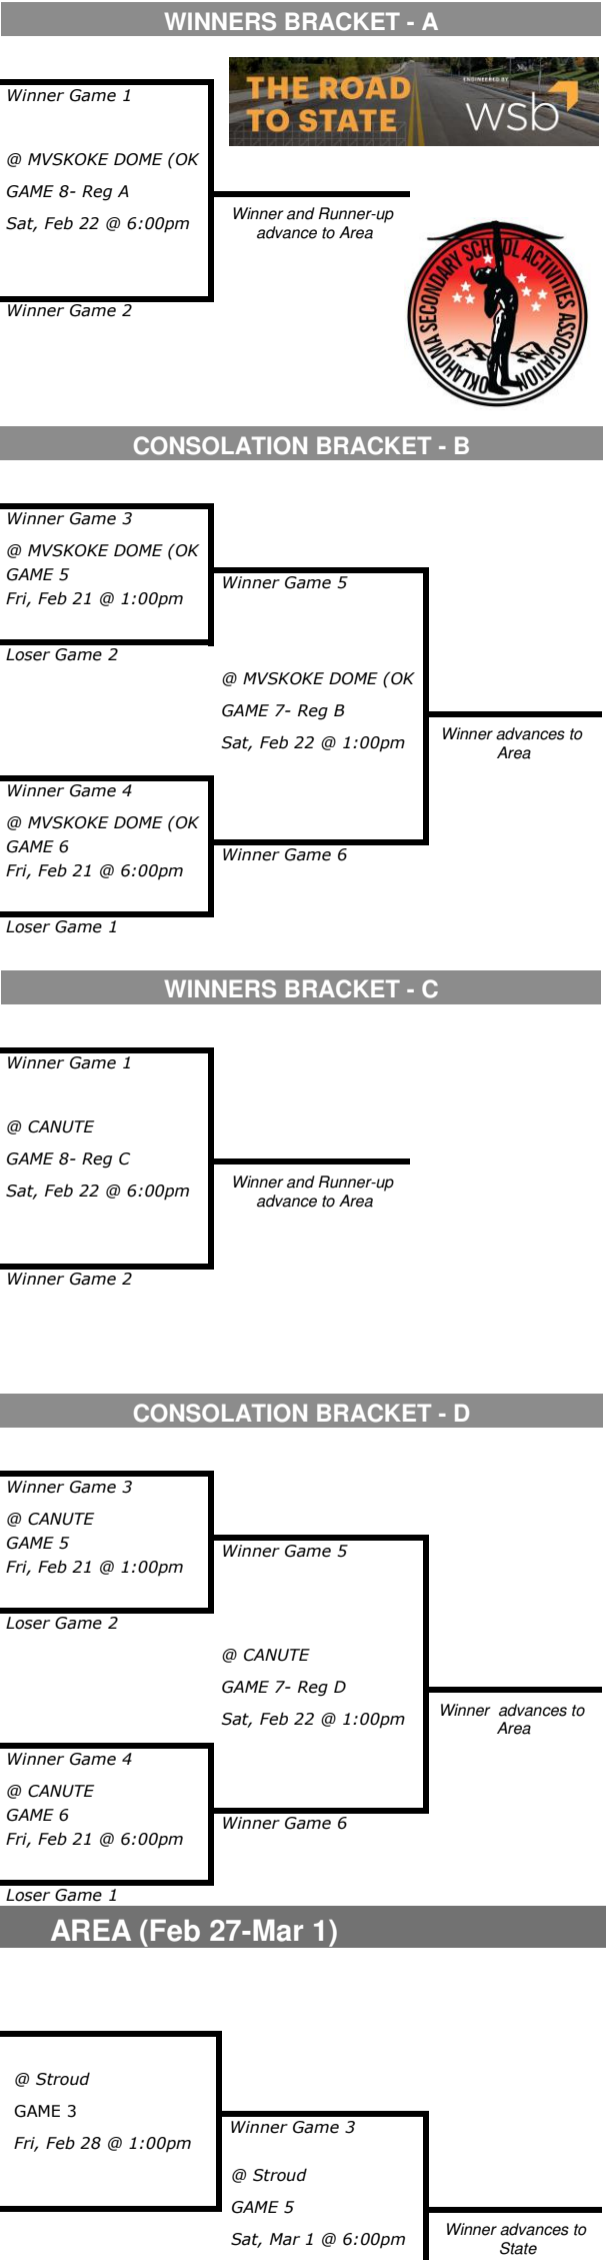 WINNERS BRACKET - A
Winner Game 1
THE ROAD
TO STATE
ENGINEERED BY
wsb
@ MVSKOKE DOME (OK
GAME 8- Reg A
Sat, Feb 22 @ 6:00pm
Winner and Runner-up
advance to Area
Winner Game 2
OKLAHOMA SECONDARY SCHOOL ACTIVITIES ASSOCIATION
CONSOLATION BRACKET - B
Winner Game 3
@ MVSKOKE DOME (OK
GAME 5
Fri, Feb 21 @ 1:00pm
Winner Game 5
Loser Game 2
@ MVSKOKE DOME (OK
GAME 7- Reg B
Sat, Feb 22 @ 1:00pm
Winner advances to
Area
Winner Game 4
@ MVSKOKE DOME (OK
GAME 6
Fri, Feb 21 @ 6:00pm
Winner Game 6
Loser Game 1
WINNERS BRACKET - C
Winner Game 1
@ CANUTE
GAME 8- Reg C
Sat, Feb 22 @ 6:00pm
Winner and Runner-up
advance to Area
Winner Game 2
CONSOLATION BRACKET - D
Winner Game 3
@ CANUTE
GAME 5
Fri, Feb 21 @ 1:00pm
Winner Game 5
Loser Game 2
@ CANUTE
GAME 7- Reg D
Sat, Feb 22 @ 1:00pm
Winner advances to
Area
Winner Game 4
@ CANUTE
GAME 6
Fri, Feb 21 @ 6:00pm
Winner Game 6
Loser Game 1
AREA (Feb 27-Mar 1)
@ Stroud
GAME 3
Fri, Feb 28 @ 1:00pm
Winner Game 3
@ Stroud
GAME 5
Sat, Mar 1 @ 6:00pm
Winner advances to
State